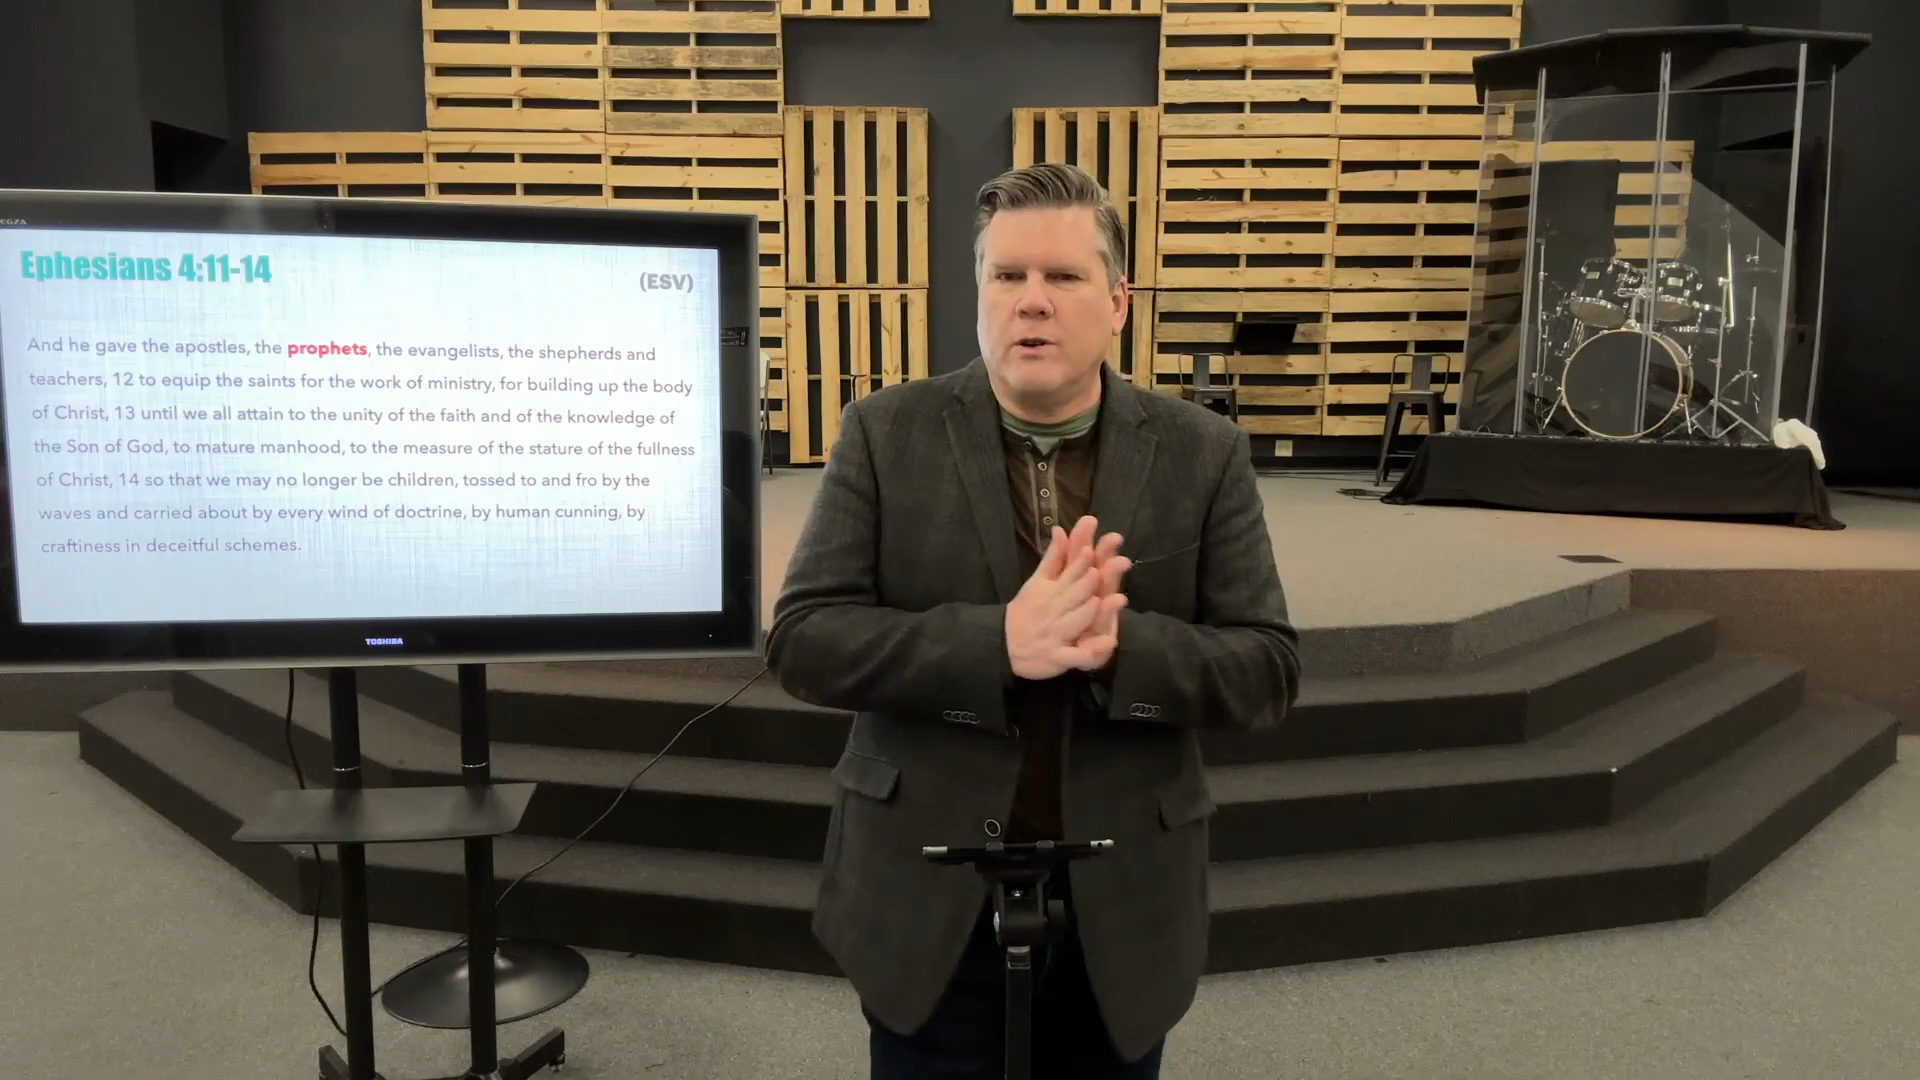 EGZA
Ephesians 4:11-14
(ESV)
And he gave the apostles, the prophets, the evangelists, the shepherds and
teachers, 12 to equip the saints for the work of ministry, for building up the body
of Christ, 13 until we all attain to the unity of the faith and of the knowledge of
the Son of God, to mature manhood, to the measure of the stature of the fullness
of Christ, 14 so that we may no longer be children, tossed to and fro by the
waves and carried about by every wind of doctrine, by human cunning, by
craftiness in deceitful schemes.
TOSHIBA